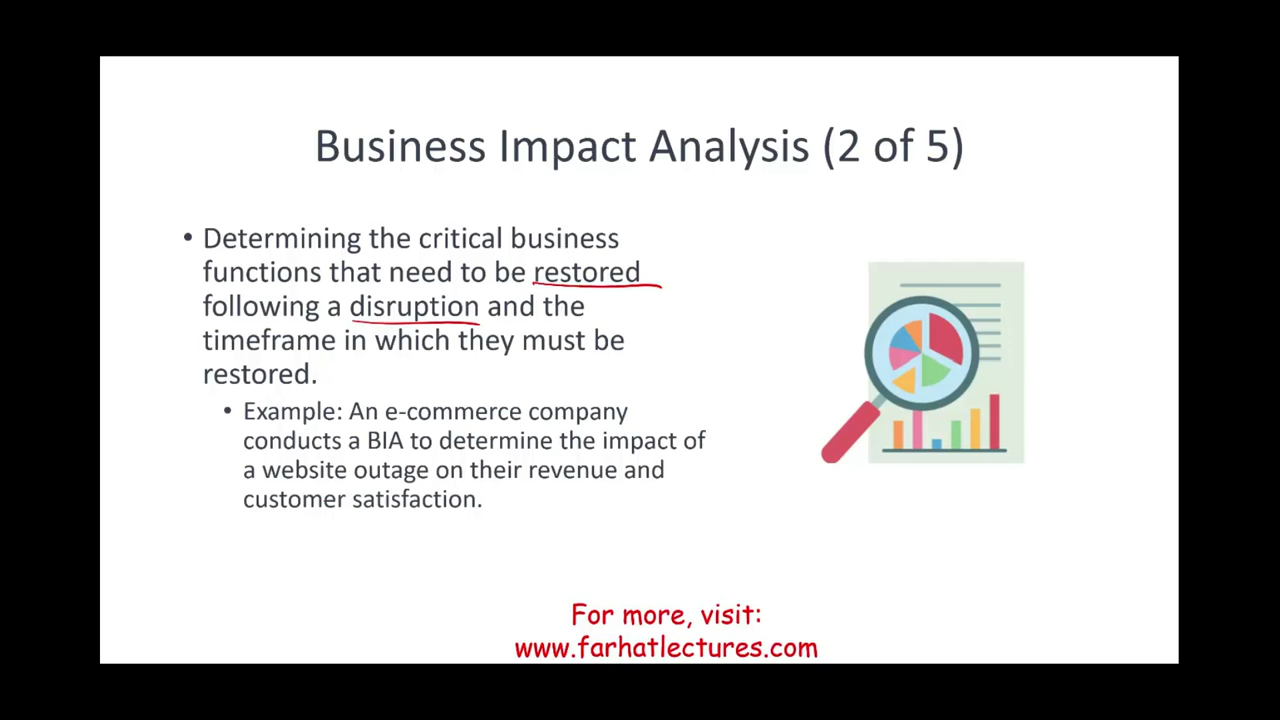 Business Impact Analysis (2 of 5)
• Determining the critical business
functions that need to be restored
following a disruption and the
timeframe in which they must be
restored.
• Example: An e-commerce company
conducts a BIA to determine the impact of
a website outage on their revenue and
customer satisfaction.
For more, visit:
www.farhatlectures.com